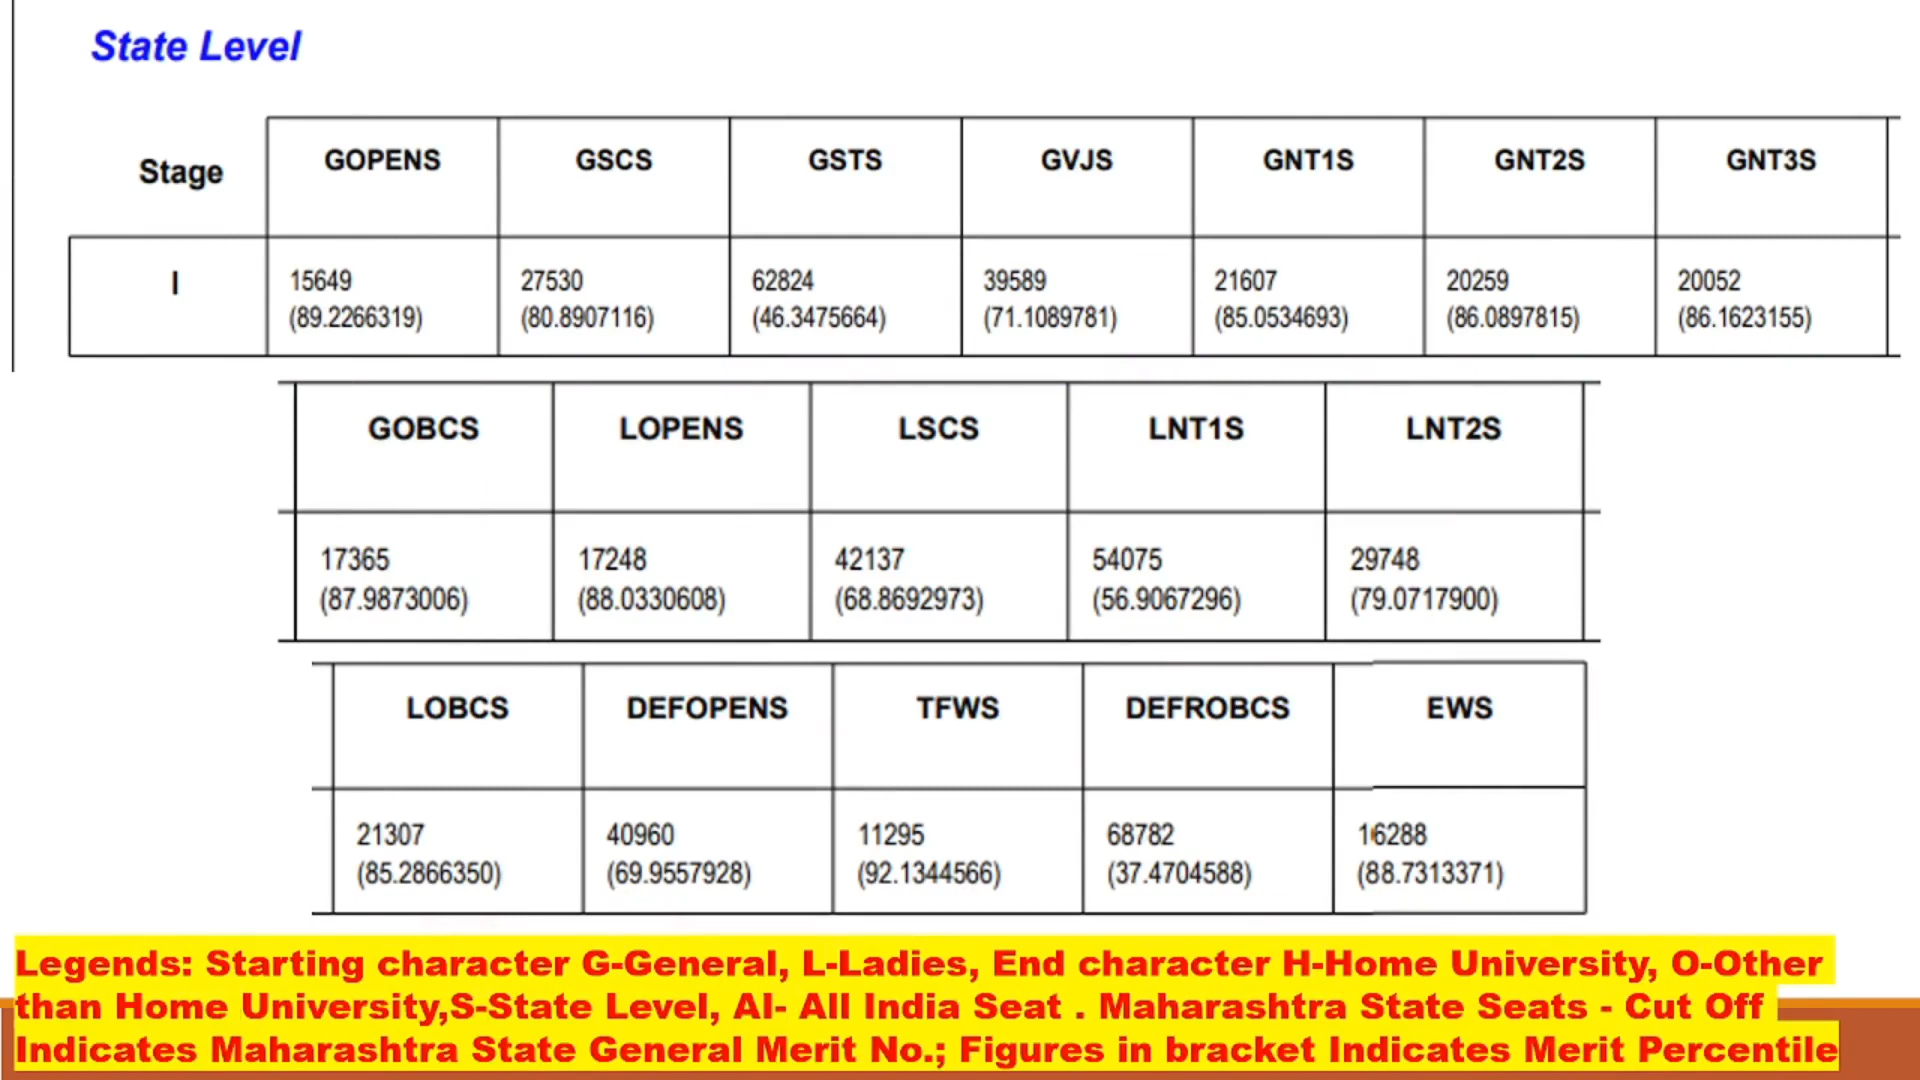 State Level
Stage GOPENS GSCS GSTS GVJS GNT1S GNT2S GNT3S
I 15649 27530 62824 39589 21607 20259 20052
(89.2266319) (80.8907116) (46.3475664) (71.1089781) (85.0534693) (86.0897815) (86.1623155)
GOBCS LOPENS LSCS LNT1S LNT2S
17365 17248 42137 54075 29748
(87.9873006) (88.0330608) (68.8692973) (56.9067296) (79.0717900)
LOBCS DEFOPENS TFWS DEFROBCS EWS
21307 40960 11295 68782 16288
(85.2866350) (69.9557928) (92.1344566) (37.4704588) (88.7313371)
Legends: Starting character G-General, L-Ladies, End character H-Home University, O-Other
than Home University,S-State Level, AI- All India Seat . Maharashtra State Seats - Cut Off
Indicates Maharashtra State General Merit No.; Figures in bracket Indicates Merit Percentile